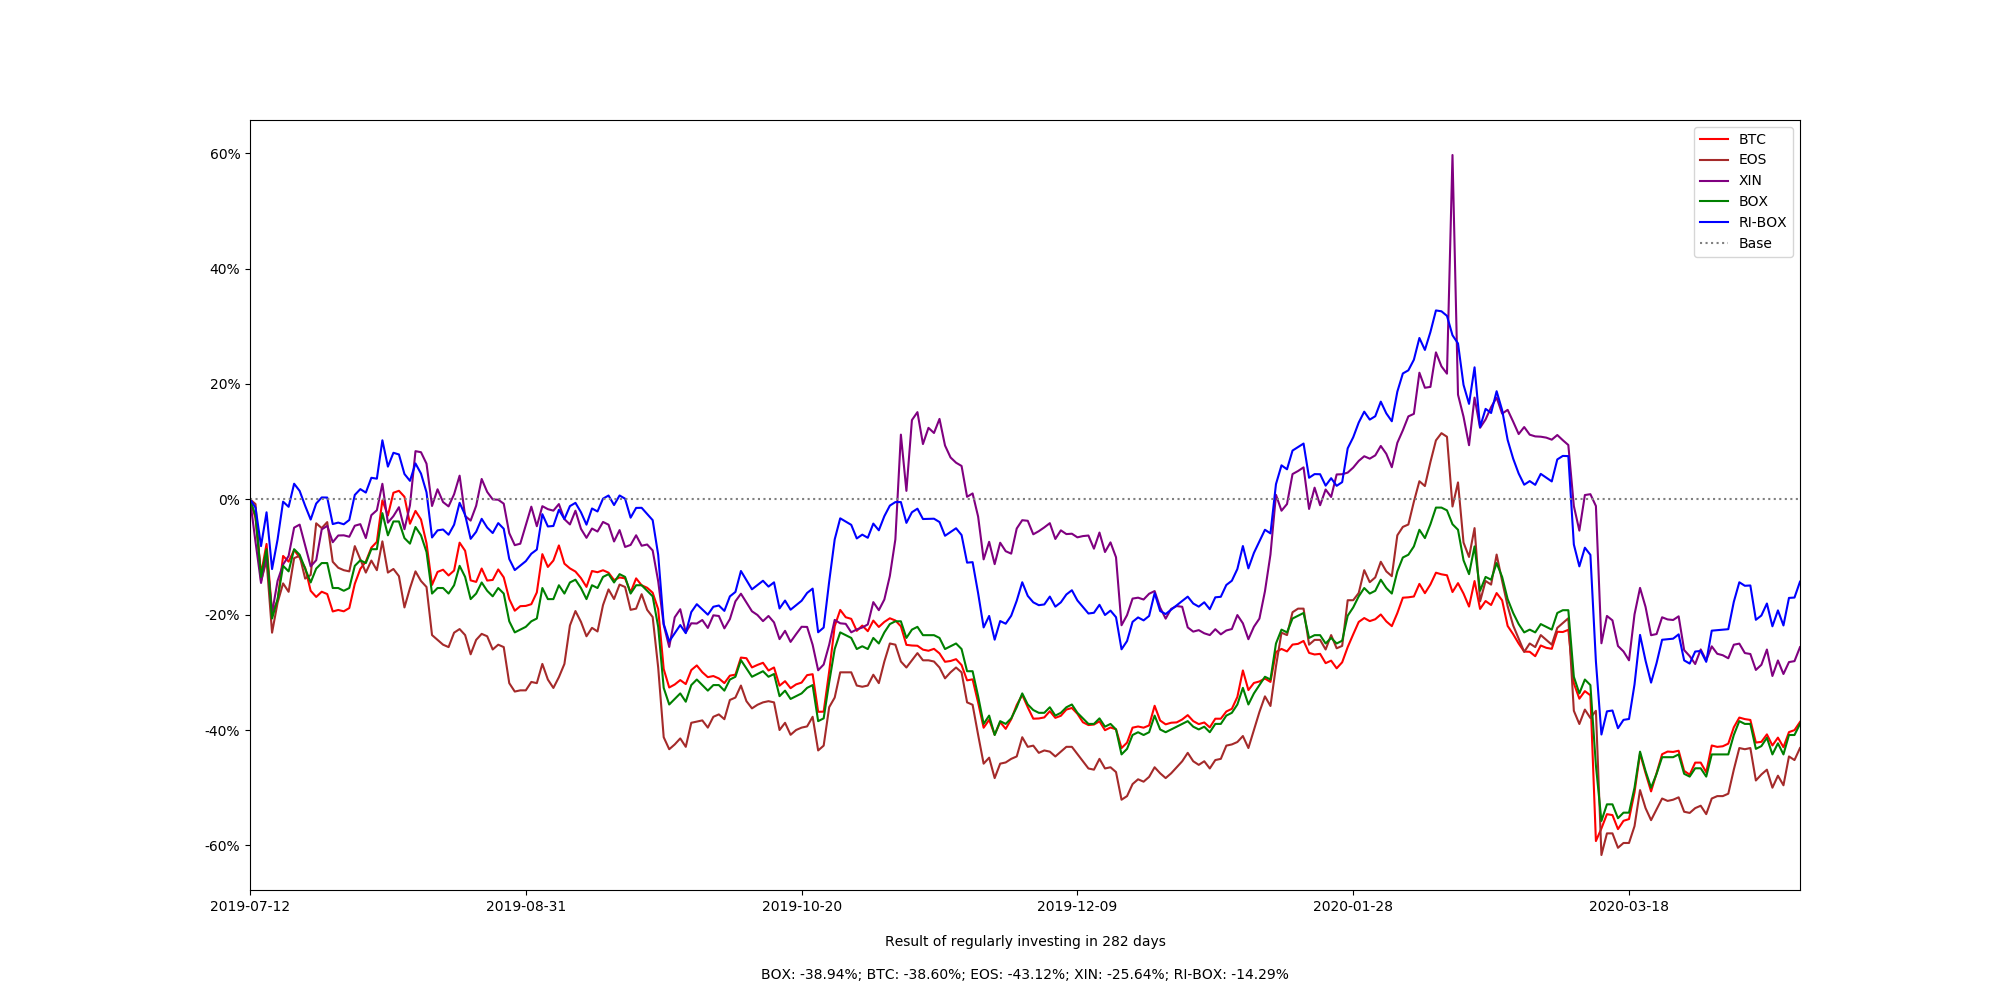 60%
40%
20%
0%
-20%
-40%
-60%
BTC
EOS
XIN
BOX
RI-BOX
Base
2019-07-12 2019-08-31 2019-10-20 2019-12-09 2020-01-28 2020-03-18
Result of regularly investing in 282 days
BOX: -38.94%; BTC: -38.60%; EOS: -43.12%; XIN: -25.64%; RI-BOX: -14.29%